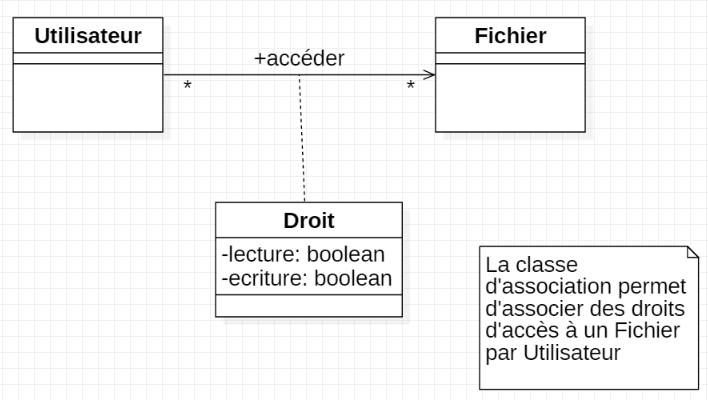 Utilisateur
Fichier
+accéder
*
*
Droit
-lecture: boolean
-ecriture: boolean
La classe
d'association permet
d'associer des droits
d'accès à un Fichier
par Utilisateur